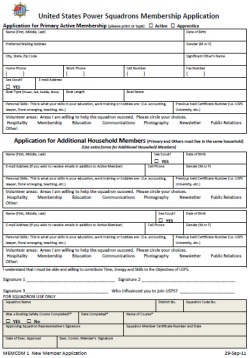 United States Power Squadrons Membership Application
Application for Primary Active Membership (please print or type) Active Apprentice
Name (First, Middle, Last) Date of Birth
Preferred Mailing Address Gender (M or F)
City, State, Zip Code Significant Other's Name
Home Phone Work Phone Cell Phone Fax Number
( ) ( ) ( ) ( )
Sea Scout? E-mail Address
YES
Boat Type Boat Length Boat Name
Personal Skills: This is what your skills in your education, work training or hobbies are (i.e. accounting, lawyer, floral arranging, teaching, etc.)
Previous held Certificate Number (i.e. USPS University, etc.)
Volunteer areas: Areas I am willing to help the squadron succeed. Please circle your choices.
Hospitality Membership Education Communications Photography Newsletter Public Relations
Other:
Application for Additional Household Members (Primary and Others must live in the same household)
(Use extra forms for Additional Household Members)
Name (First, Middle, Last) Sea Scout? Date of Birth
YES
E-mail Address (If you wish to receive emails in addition to Active Member) Cell Phone Gender (M or F)
Personal Skills: This is what your skills in your education, work training or hobbies are (i.e. accounting, lawyer, floral arranging, teaching, etc.)
Previous held Certificate Number (i.e. USPS University, etc.)
Volunteer areas: Areas I am willing to help the squadron succeed. Please circle your choices.
Hospitality Membership Education Communications Photography Newsletter Public Relations
Other:
Name (First, Middle, Last) Sea Scout? Date of Birth
YES
E-mail Address (If you wish to receive emails in addition to Active Member) Cell Phone Gender (M or F)
Personal Skills: This is what your skills in your education, work training or hobbies are (i.e. accounting, lawyer, floral arranging, teaching, etc.)
Previous held Certificate Number (i.e. USPS University, etc.)
Volunteer areas: Areas I am willing to help the squadron succeed. Please circle your choices.
Hospitality Membership Education Communications Photography Newsletter Public Relations
Other:
I understand that I must be able and willing to contribute Time, Energy and Skills to the Objectives of USPS.
Signature 1 Signature 2
Signature 3 Who influenced you to join USPS?
FOR SQUADRON USE ONLY
Squadron Name District No. Squadron Code No.
Was a Boating Safety Course Completed? Date Completed? Name of Course?
YES NO
Approving Squadron Representative's Signature Squadron Member Certificate Number and Date
Date of Exec. Approval Exec. Comm. Member's Signature
MEMCOM 1 New Member Application 29-Sep-11